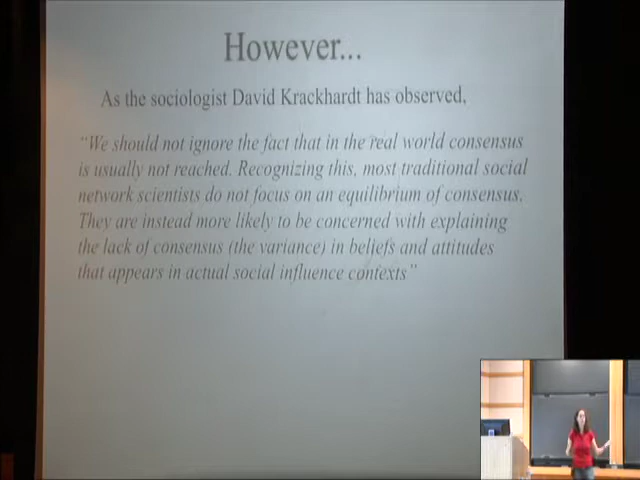 However...
As the sociologist David Krackhardt has observed,
“We should not ignore the fact that in the real world consensus
is usually not reached. Recognizing this, most traditional social
network scientists do not focus on an equilibrium of consensus.
They are instead more likely to be concerned with explaining
the lack of consensus (the variance) in beliefs and attitudes
that appears in actual social influence contexts”